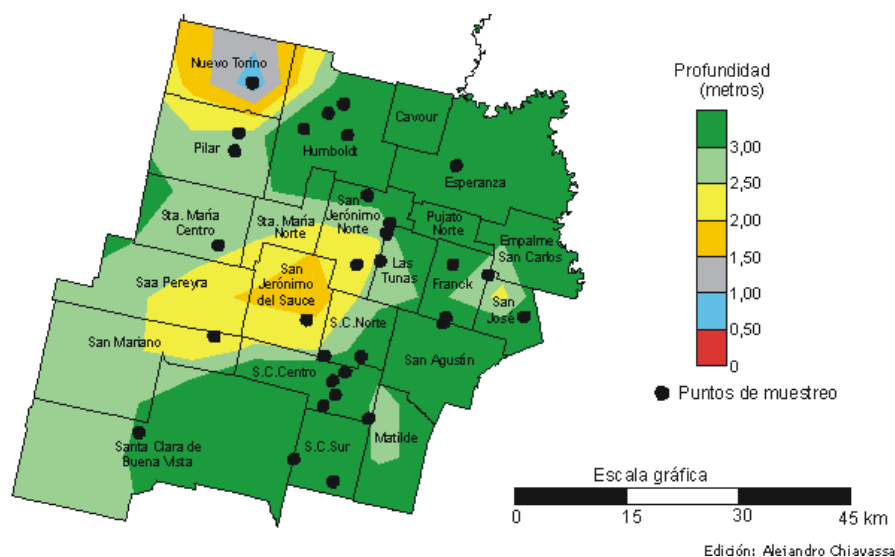 Nuevo Torino
Pilar
Humboldt
Cavour
Esperanza
Sta. María
Centro
Sta. María
Norte
San
Jerónimo
Norte
Pujato
Norte
Empalme
San Carlos
Las
Tunas
Franck
San
José
Saa Pereyra
San
Jerónimo
del Sauce
S.C.Norte
San Mariano
S.C.Centro
San Agustín
Santa Clara de
Buena Vista
S.C.Sur
Matilde
Profundidad
(metros)
3,00
2,50
2,00
1,50
1,00
0,50
0
Puntos de muestreo
Escala gráfica
0 15 30 45 km
Edición: Alejandro Chiavassa